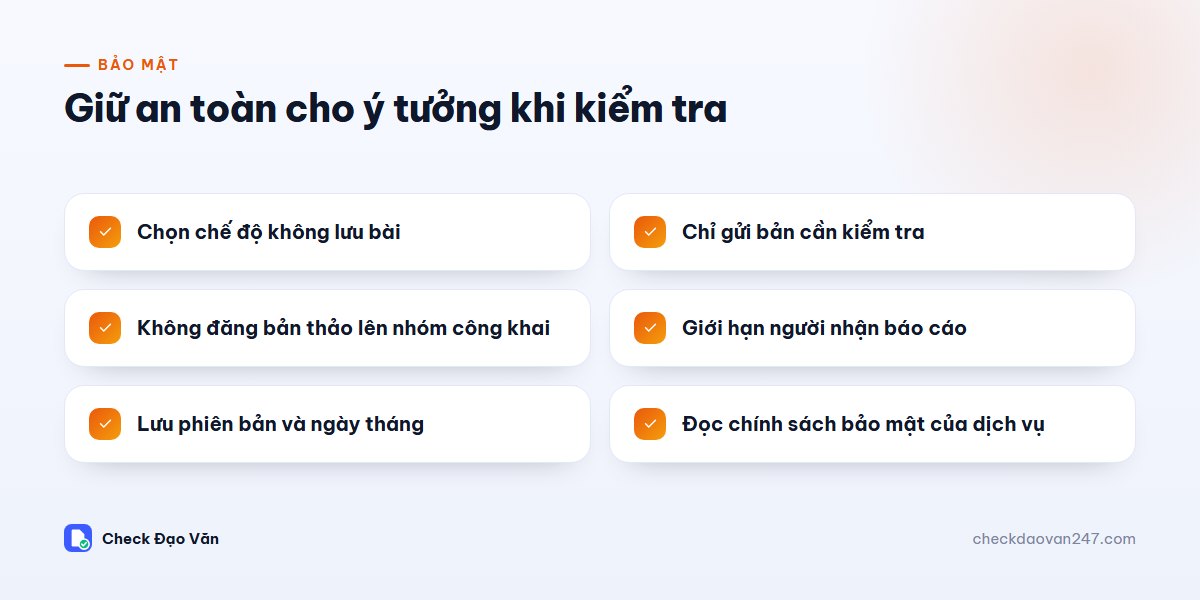 BẢO MẬT
Giữ an toàn cho ý tưởng khi kiểm tra
Chọn chế độ không lưu bài
Chỉ gửi bản cần kiểm tra
Không đăng bản thảo lên nhóm công khai
Giới hạn người nhận báo cáo
Lưu phiên bản và ngày tháng
Đọc chính sách bảo mật của dịch vụ
Check Đạo Văn
checkdaovan247.com